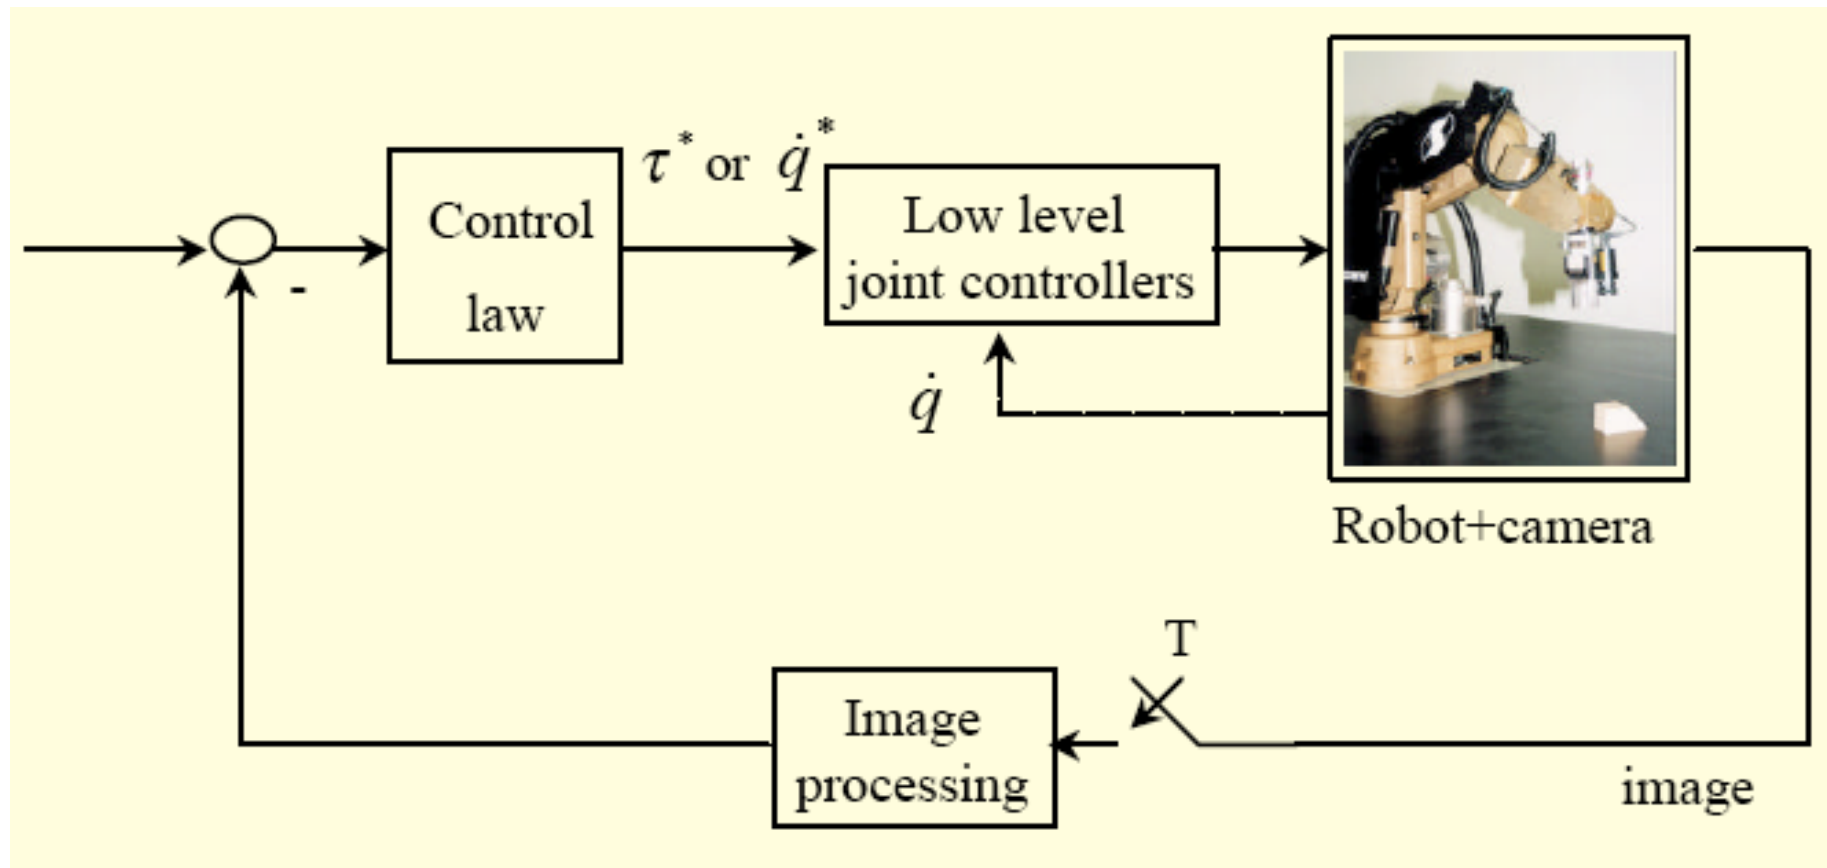 τ* or q̇*
Control
law
Low level
joint controllers
-
q̇
Robot+camera
T
Image
processing
image